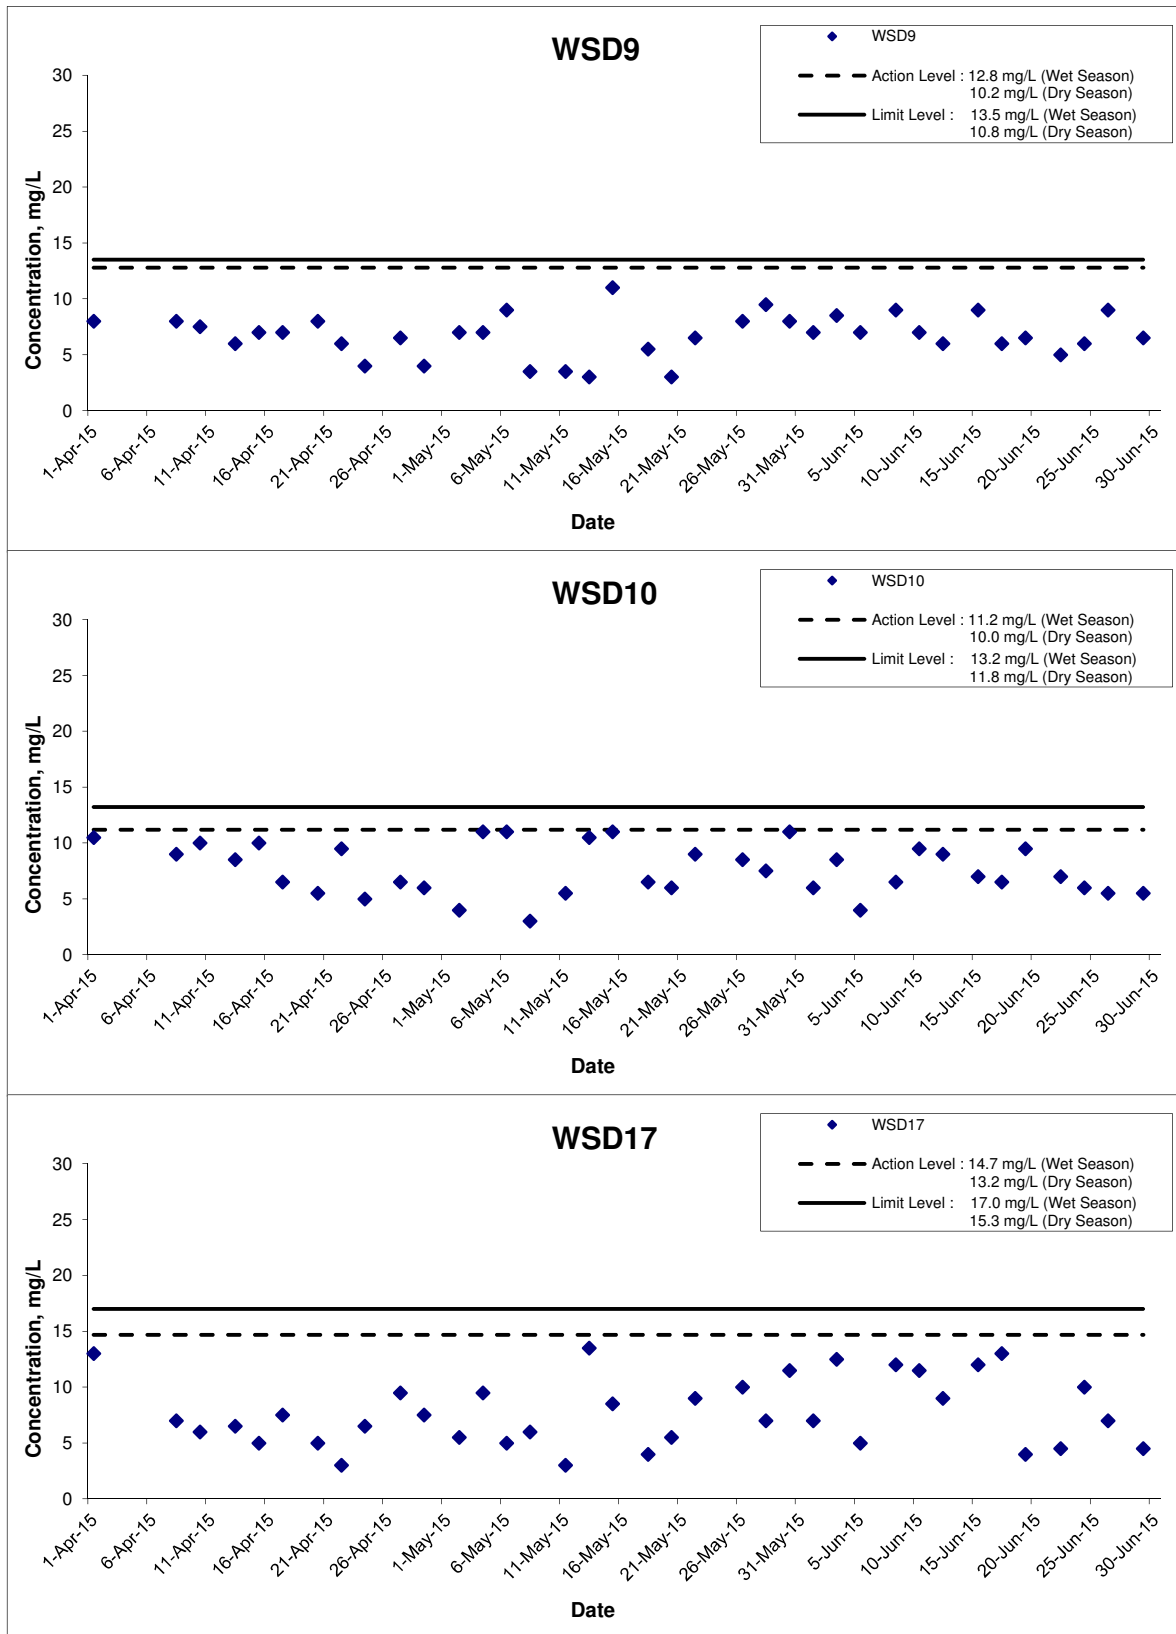 WSD9
WSD9
Action Level : 12.8 mg/L (Wet Season)
10.2 mg/L (Dry Season)
Limit Level : 13.5 mg/L (Wet Season)
10.8 mg/L (Dry Season)
30
25
20
15
10
5
0
Concentration, mg/L
1-Apr-15
6-Apr-15
11-Apr-15
16-Apr-15
21-Apr-15
26-Apr-15
1-May-15
6-May-15
11-May-15
16-May-15
21-May-15
26-May-15
31-May-15
5-Jun-15
10-Jun-15
15-Jun-15
20-Jun-15
25-Jun-15
30-Jun-15
Date
WSD10
WSD10
Action Level : 11.2 mg/L (Wet Season)
10.0 mg/L (Dry Season)
Limit Level : 13.2 mg/L (Wet Season)
11.8 mg/L (Dry Season)
30
25
20
15
10
5
0
Concentration, mg/L
1-Apr-15
6-Apr-15
11-Apr-15
16-Apr-15
21-Apr-15
26-Apr-15
1-May-15
6-May-15
11-May-15
16-May-15
21-May-15
26-May-15
31-May-15
5-Jun-15
10-Jun-15
15-Jun-15
20-Jun-15
25-Jun-15
30-Jun-15
Date
WSD17
WSD17
Action Level : 14.7 mg/L (Wet Season)
13.2 mg/L (Dry Season)
Limit Level : 17.0 mg/L (Wet Season)
15.3 mg/L (Dry Season)
30
25
20
15
10
5
0
Concentration, mg/L
1-Apr-15
6-Apr-15
11-Apr-15
16-Apr-15
21-Apr-15
26-Apr-15
1-May-15
6-May-15
11-May-15
16-May-15
21-May-15
26-May-15
31-May-15
5-Jun-15
10-Jun-15
15-Jun-15
20-Jun-15
25-Jun-15
30-Jun-15
Date